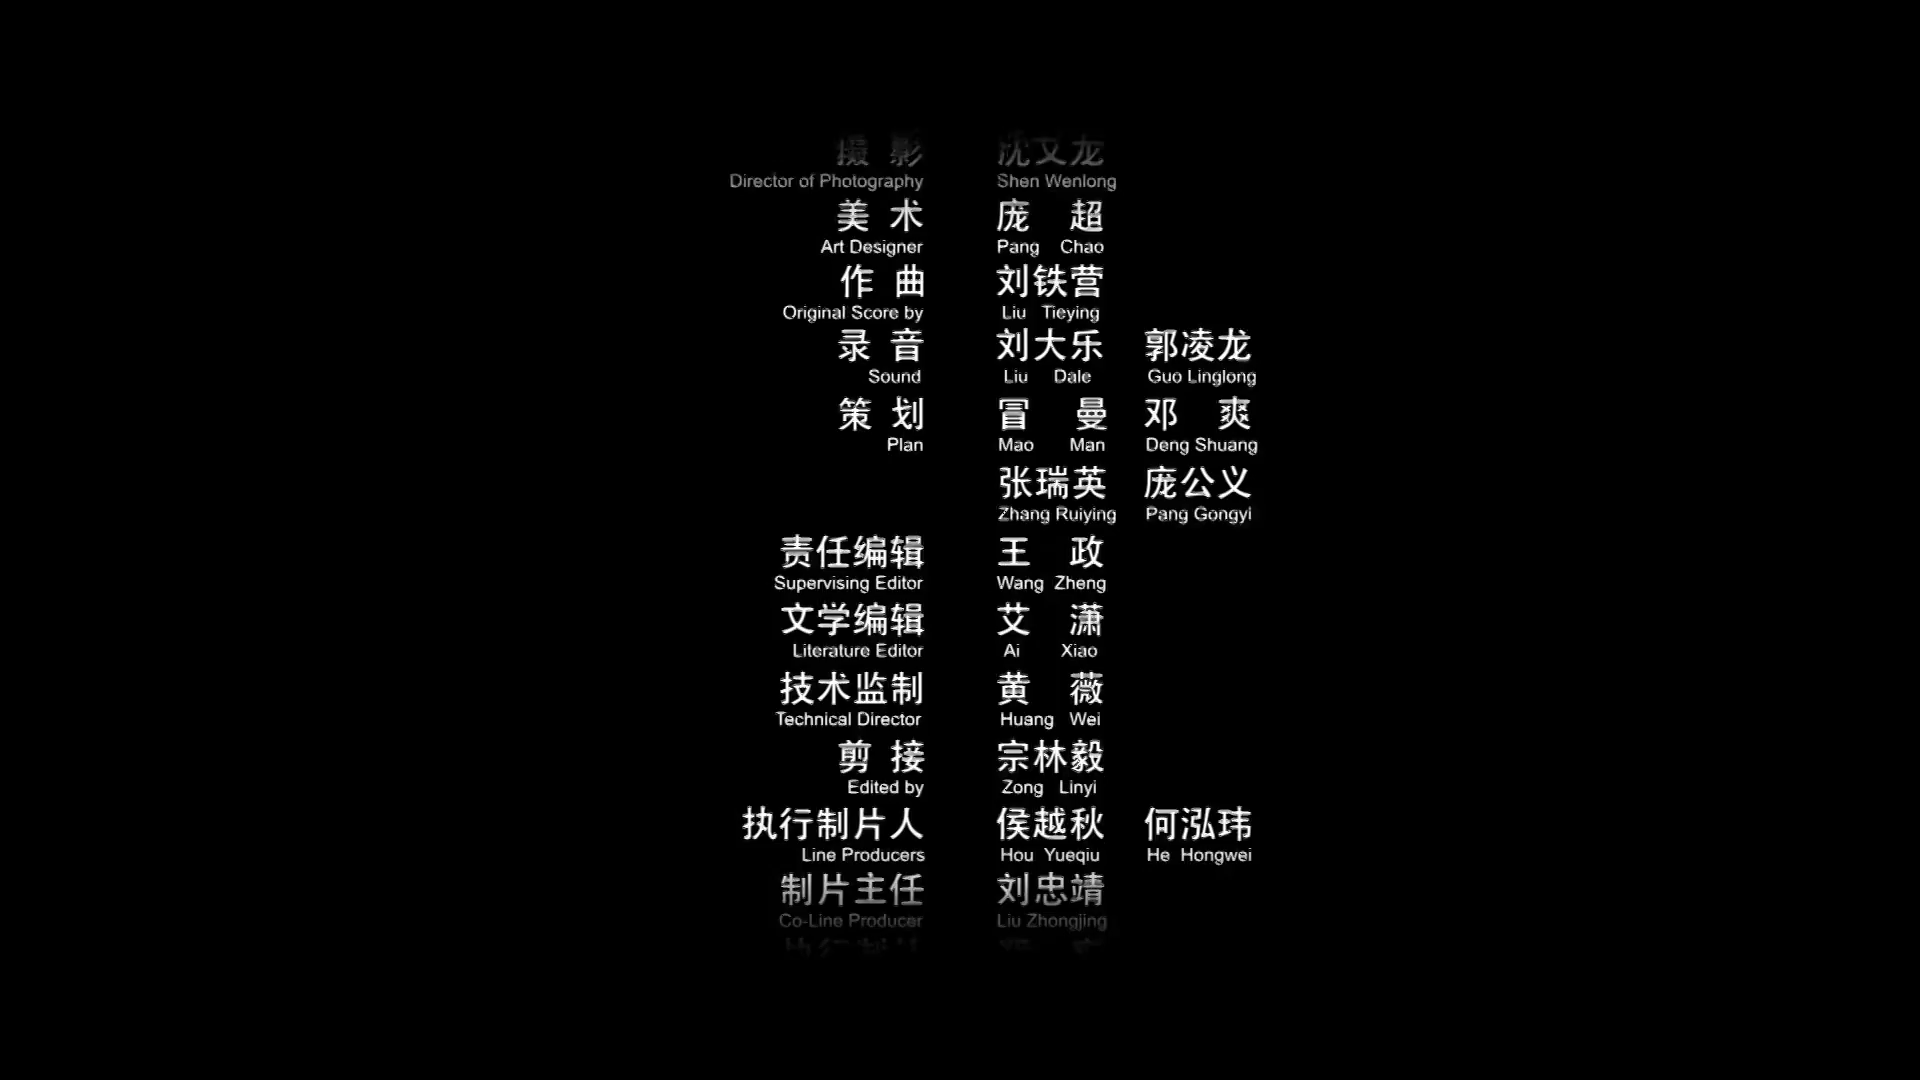 摄 影 沈文龙
Director of Photography Shen Wenlong
美 术 庞 超
Art Designer Pang Chao
作 曲 刘铁营
Original Score by Liu Tieying
录 音 刘大乐 郭凌龙
Sound Liu Dale Guo Linglong
策 划 冒 曼 邓 爽
Plan Mao Man Deng Shuang
张瑞英 庞公义
Zhang Ruiying Pang Gongyi
责任编辑 王 政
Supervising Editor Wang Zheng
文学编辑 艾 潇
Literature Editor Ai Xiao
技术监制 黄 薇
Technical Director Huang Wei
剪 接 宗林毅
Edited by Zong Linyi
执行制片人 侯越秋 何泓玮
Line Producers Hou Yueqiu He Hongwei
制片主任 刘忠靖
Co-Line Producer Liu Zhongjing